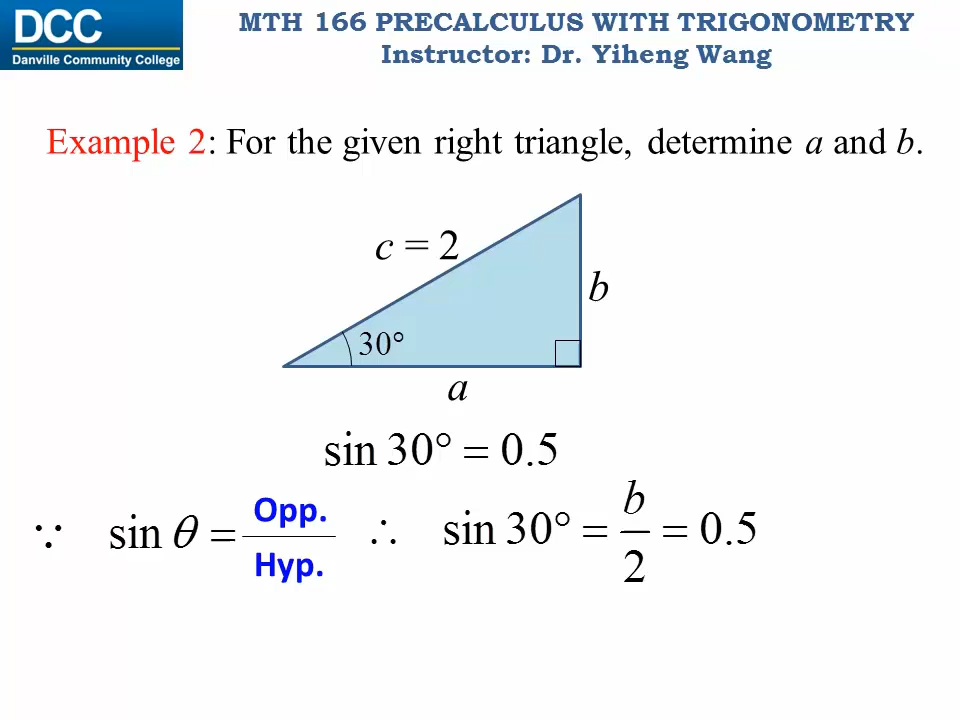 DCC
Danville Community College
MTH 166 PRECALCULUS WITH TRIGONOMETRY
Instructor: Dr. Yiheng Wang
Example 2: For the given right triangle, determine a and b.
c = 2
b
30°
a
sin 30° = 0.5
∵ sin θ = Opp. / Hyp. ∴ sin 30° = b / 2 = 0.5